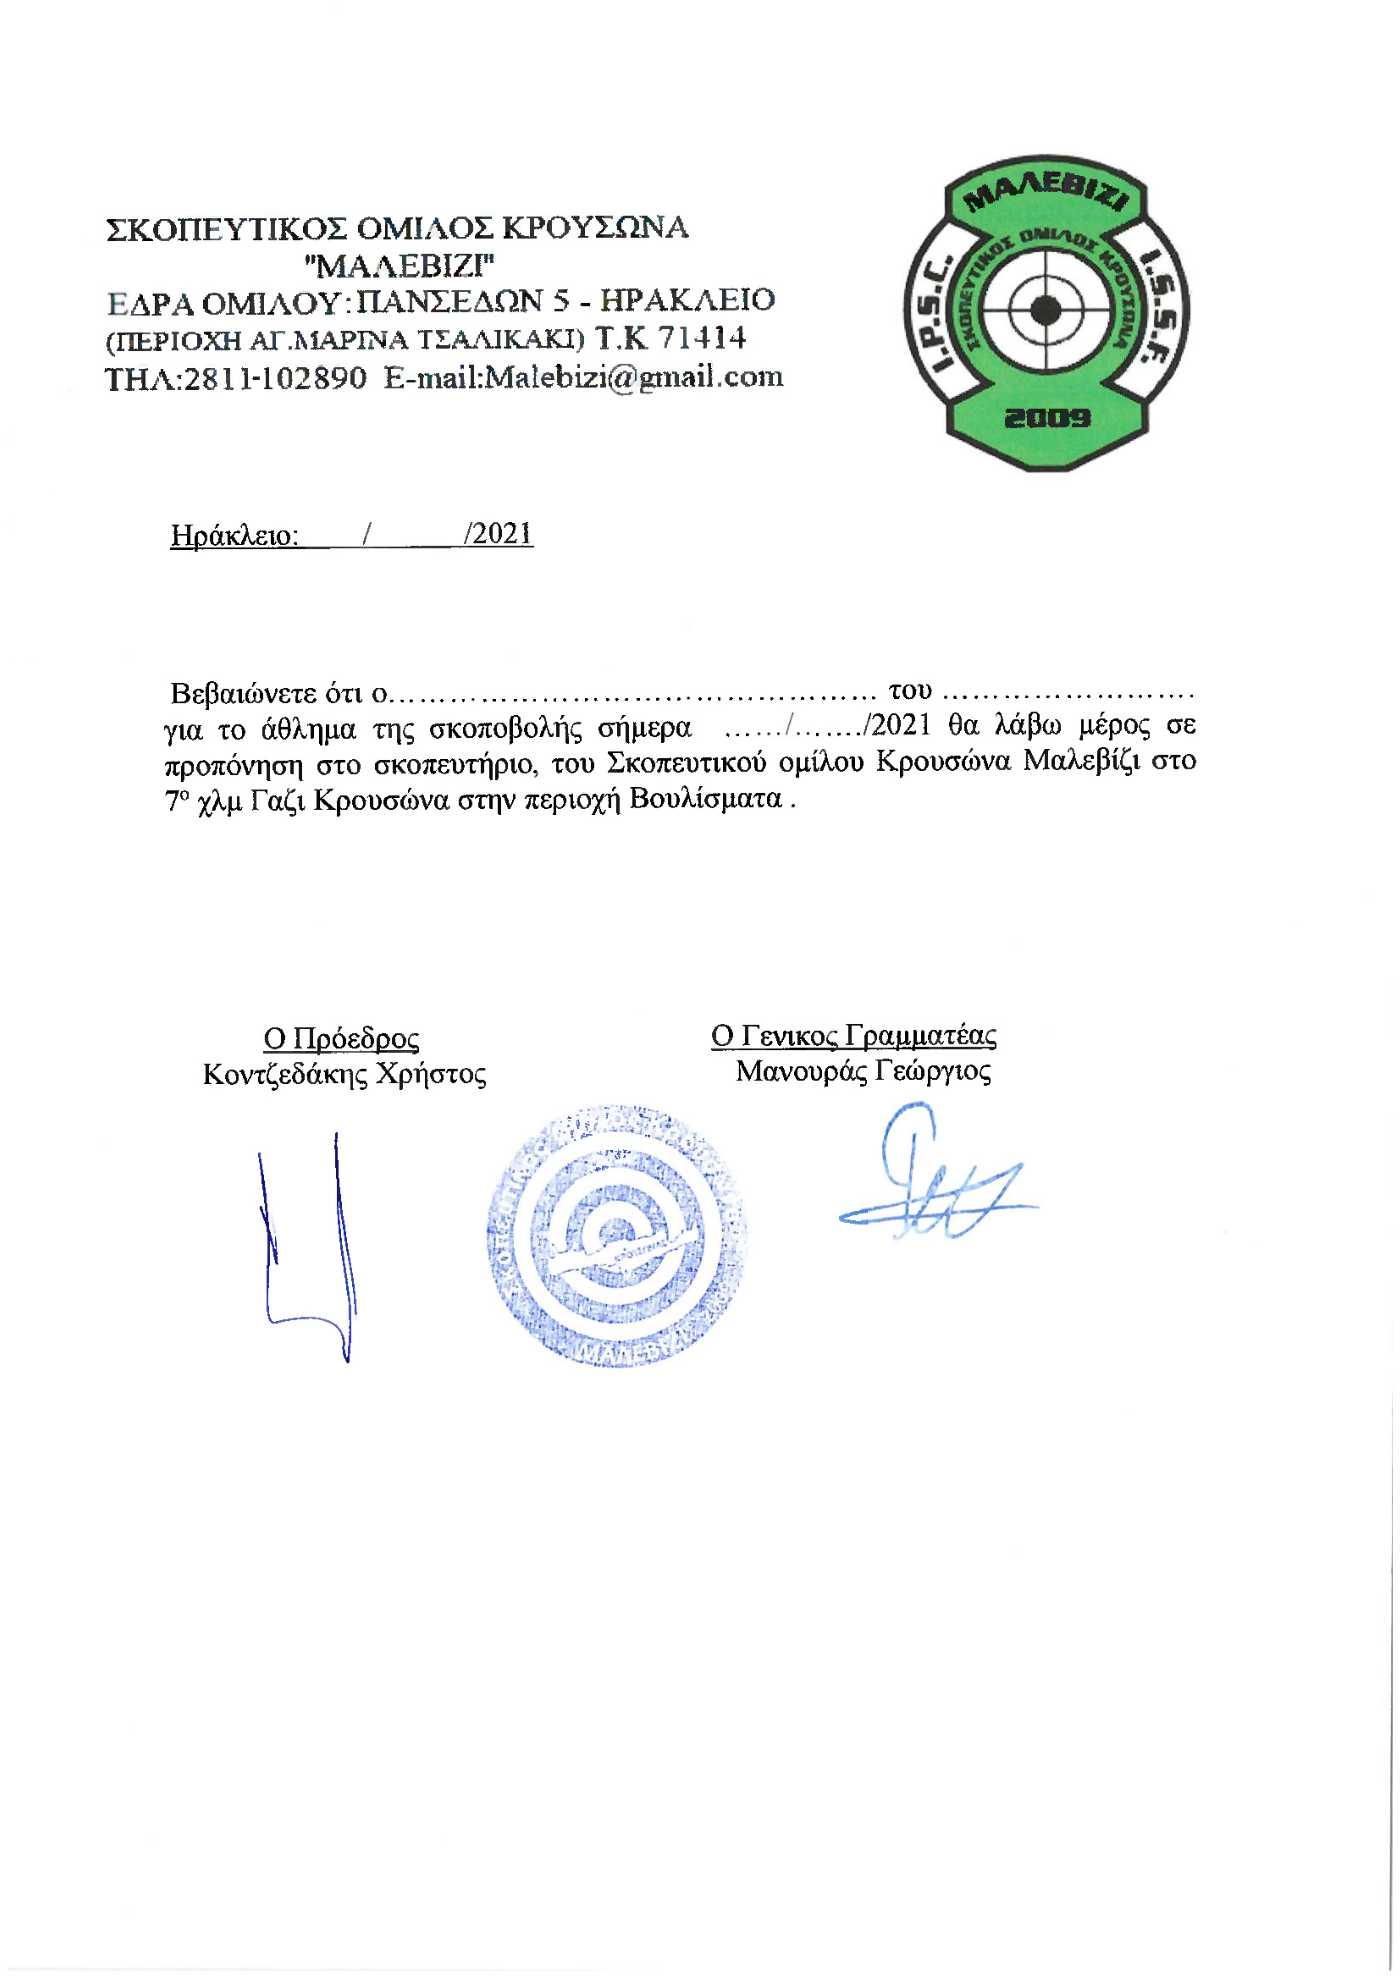 ΣΚΟΠΕΥΤΙΚΟΣ ΟΜΙΛΟΣ ΚΡΟΥΣΩΝΑ
"ΜΑΛΕΒΙΖΙ"
ΕΔΡΑ ΟΜΙΛΟΥ:ΠΑΝΣΕΔΩΝ 5 - ΗΡΑΚΛΕΙΟ
(ΠΕΡΙΟΧΗ ΑΓ.ΜΑΡΙΝΑ ΤΣΑΛΙΚΑΚΙ) Τ.Κ 71414
ΤΗΛ:2811-102890 E-mail:Malebizi@gmail.com
ΜΑΛΕΒΙΖΙ
ΣΚΟΠΕΥΤΙΚΟΣ ΟΜΙΛΟΣ ΚΡΟΥΣΩΝΑ
I.P.S.C.
I.S.S.F.
2009
Ηράκλειο: / /2021
Βεβαιώνετε ότι ο………………………………………… του …………………….
για το άθλημα της σκοποβολής σήμερα ……/……./2021 θα λάβω μέρος σε
προπόνηση στο σκοπευτήριο, του Σκοπευτικού ομίλου Κρουσώνα Μαλεβίζι στο
7º χλμ Γαζι Κρουσώνα στην περιοχή Βουλίσματα .
Ο Πρόεδρος
Κοντζεδάκης Χρήστος
Ο Γενικος Γραμματέας
Μανουράς Γεώργιος
ΜΑΛΕΒΙΖΙ